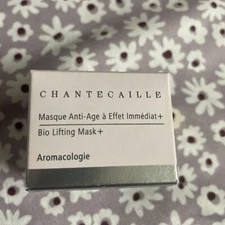 CHANTECAILLE
Masque Anti-Age à Effet Immédiat+
Bio Lifting Mask+
Aromacologie